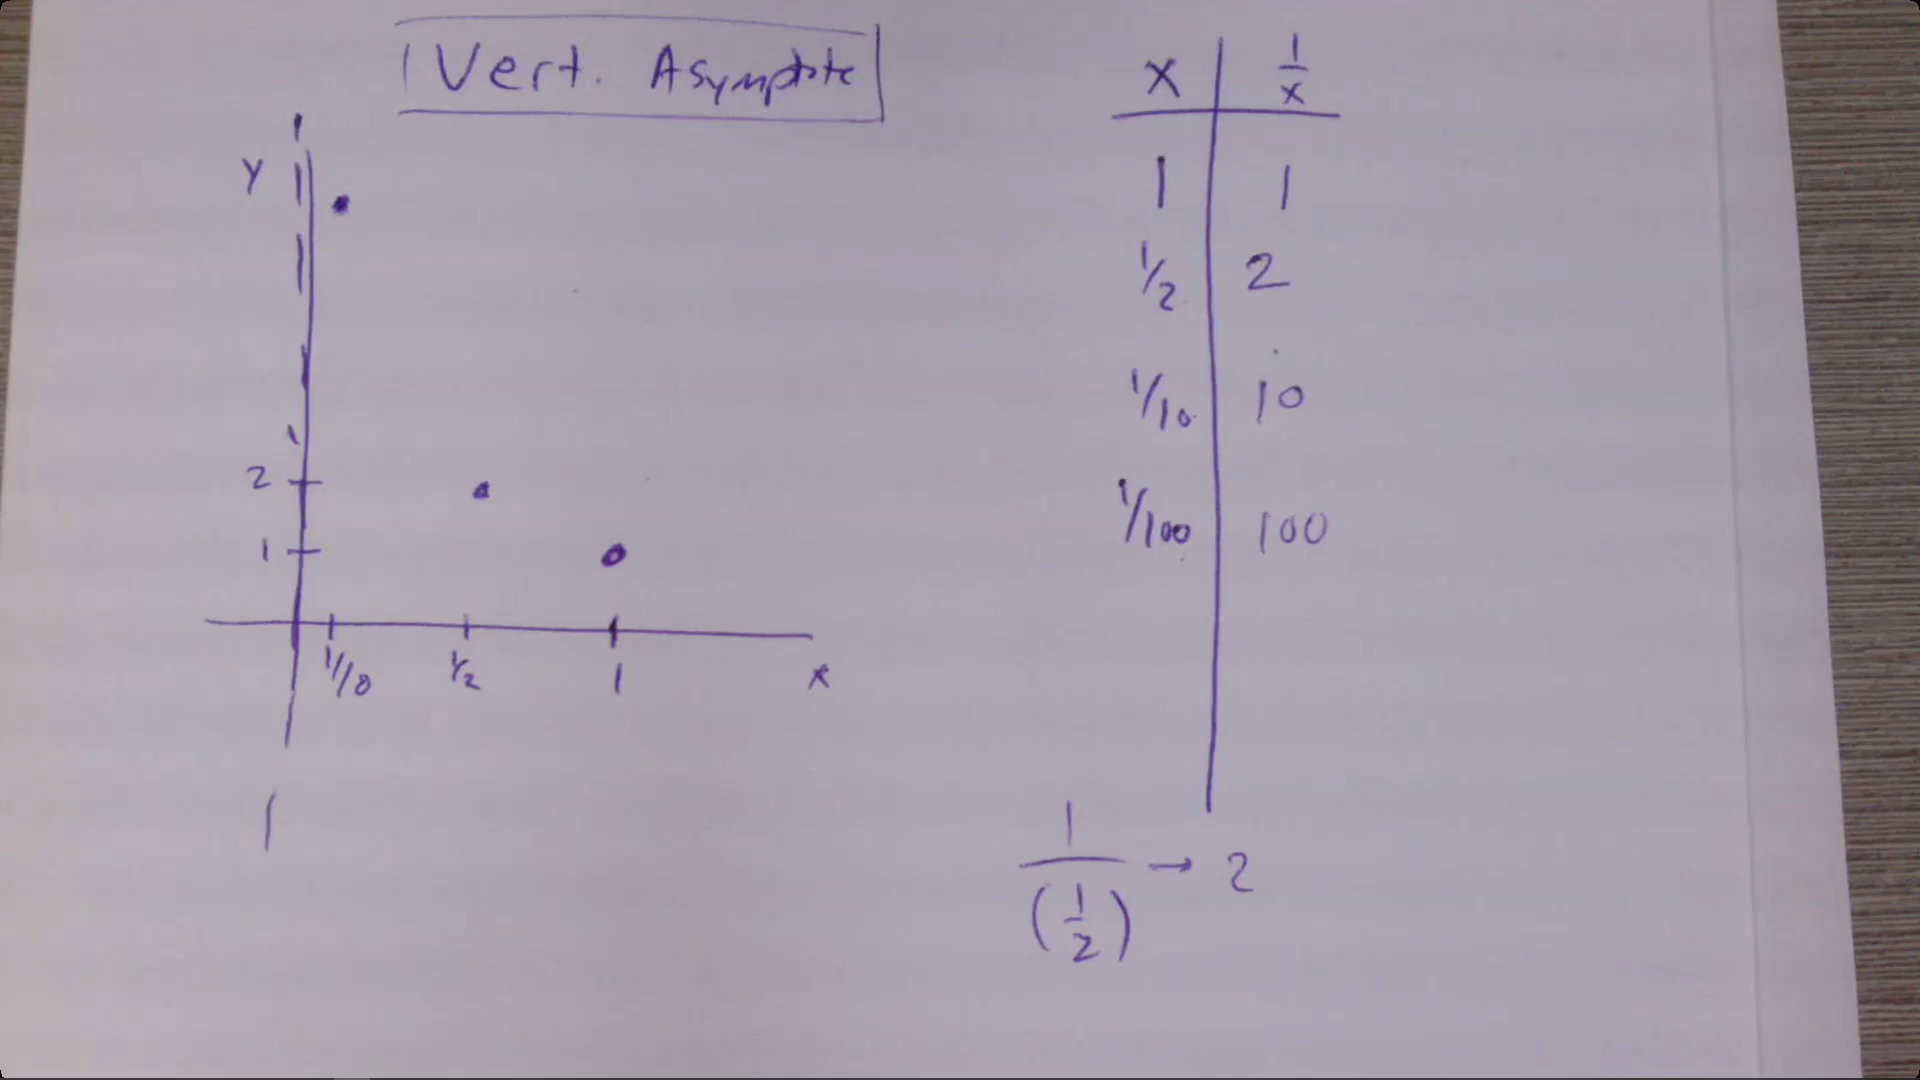 Vert. Asymptote
y
2
1
1/10 1/2 1 x
x 1/x
1 1
1/2 2
1/10 10
1/100 100
1/(1/2) → 2